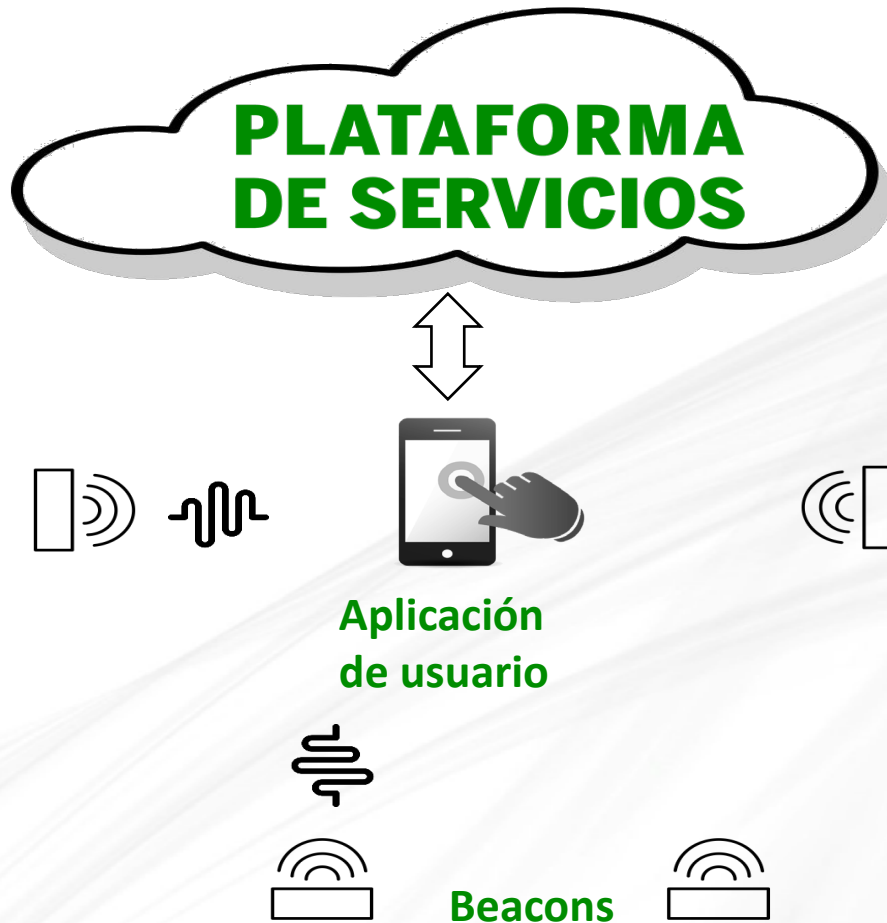 PLATAFORMA
DE SERVICIOS
Aplicación
de usuario
Beacons